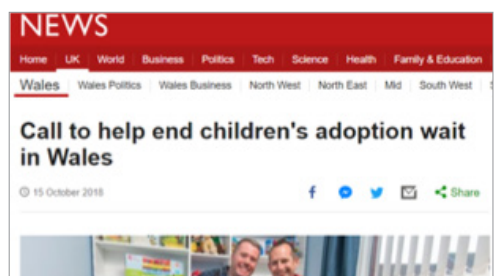 NEWS
Home UK World Business Politics Tech Science Health Family & Education
Wales Wales Politics Wales Business North West North East Mid South West
Call to help end children's adoption wait
in Wales
15 October 2018 Share